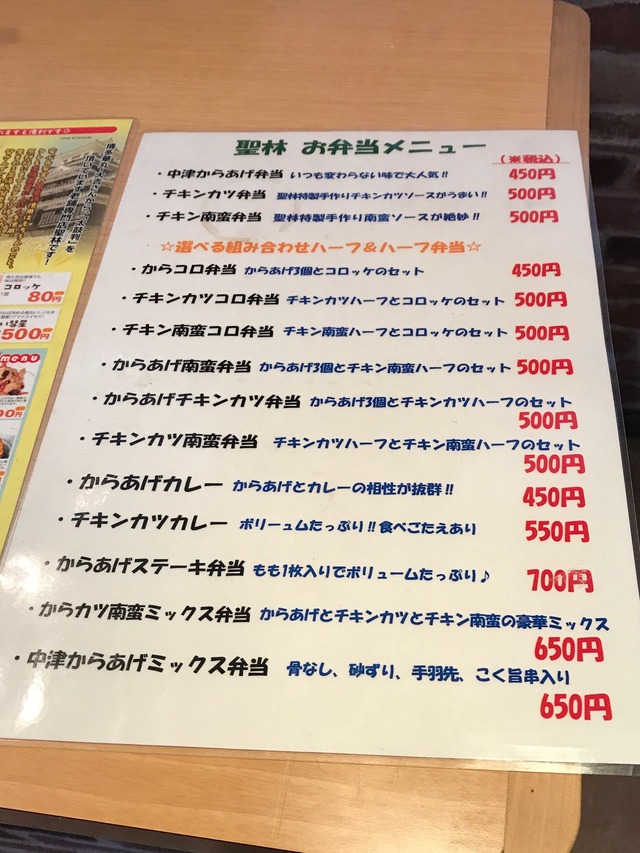 聖林 お弁当メニュー
(※税込)
・中津からあげ弁当 いつも変わらない味で大人気!! 450円
・チキンカツ弁当 聖林特製手作りチキンカツソースがうまい!! 500円
・チキン南蛮弁当 聖林特製手作り南蛮ソースが絶妙!! 500円
☆選べる組み合わせハーフ&ハーフ弁当☆
・からコロ弁当 からあげ3個とコロッケのセット 450円
・チキンカツコロ弁当 チキンカツハーフとコロッケのセット 500円
・チキン南蛮コロ弁当 チキン南蛮ハーフとコロッケのセット 500円
・からあげ南蛮弁当 からあげ3個とチキン南蛮ハーフのセット 500円
・からあげチキンカツ弁当 からあげ3個とチキンカツハーフのセット
500円
・チキンカツ南蛮弁当 チキンカツハーフとチキン南蛮ハーフのセット
500円
・からあげカレー からあげとカレーの相性が抜群!! 450円
・チキンカツカレー ボリュームたっぷり!!食べごたえあり 550円
・からあげステーキ弁当 もも1枚入りでボリュームたっぷり♪ 700円
・からカツ南蛮ミックス弁当 からあげとチキンカツとチキン南蛮の豪華ミックス
650円
・中津からあげミックス弁当 骨なし、砂ずり、手羽先、こく旨串入り
650円
コロッケ
80円
500円
menu